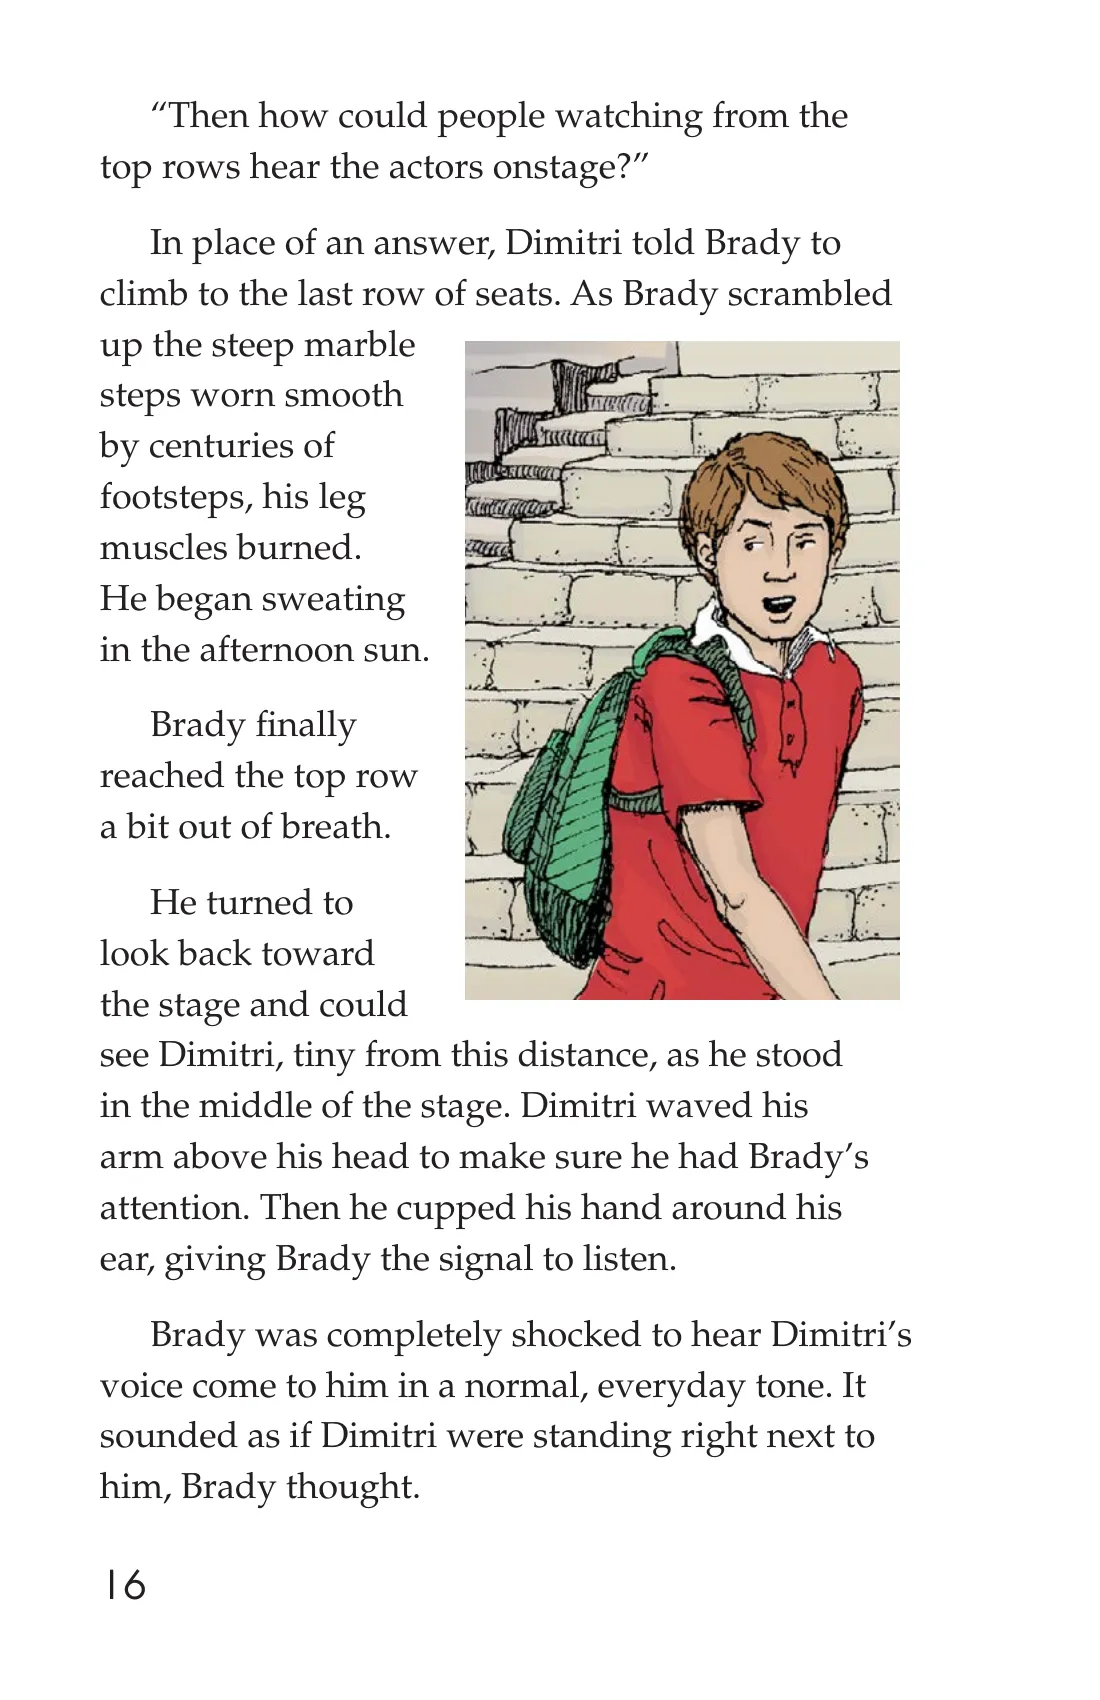 “Then how could people watching from the
top rows hear the actors onstage?”
In place of an answer, Dimitri told Brady to
climb to the last row of seats. As Brady scrambled
up the steep marble
steps worn smooth
by centuries of
footsteps, his leg
muscles burned.
He began sweating
in the afternoon sun.
Brady finally
reached the top row
a bit out of breath.
He turned to
look back toward
the stage and could
see Dimitri, tiny from this distance, as he stood
in the middle of the stage. Dimitri waved his
arm above his head to make sure he had Brady’s
attention. Then he cupped his hand around his
ear, giving Brady the signal to listen.
Brady was completely shocked to hear Dimitri’s
voice come to him in a normal, everyday tone. It
sounded as if Dimitri were standing right next to
him, Brady thought.
16